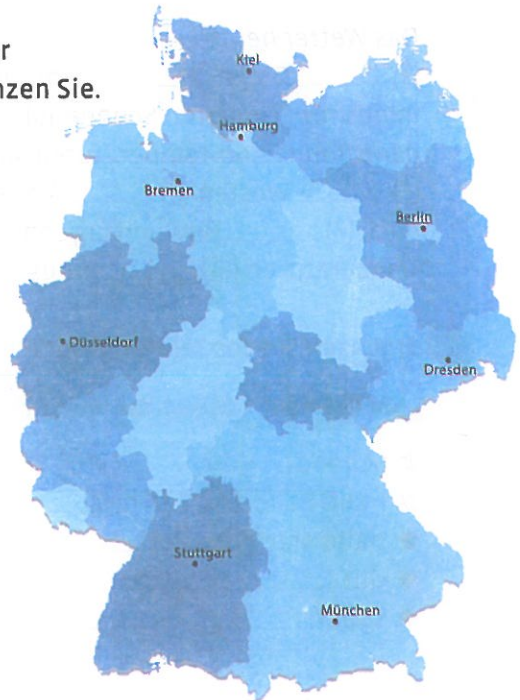 r
nzen Sie.
Kiel
Hamburg
Bremen
Berlin
Düsseldorf
Dresden
Stuttgart
München